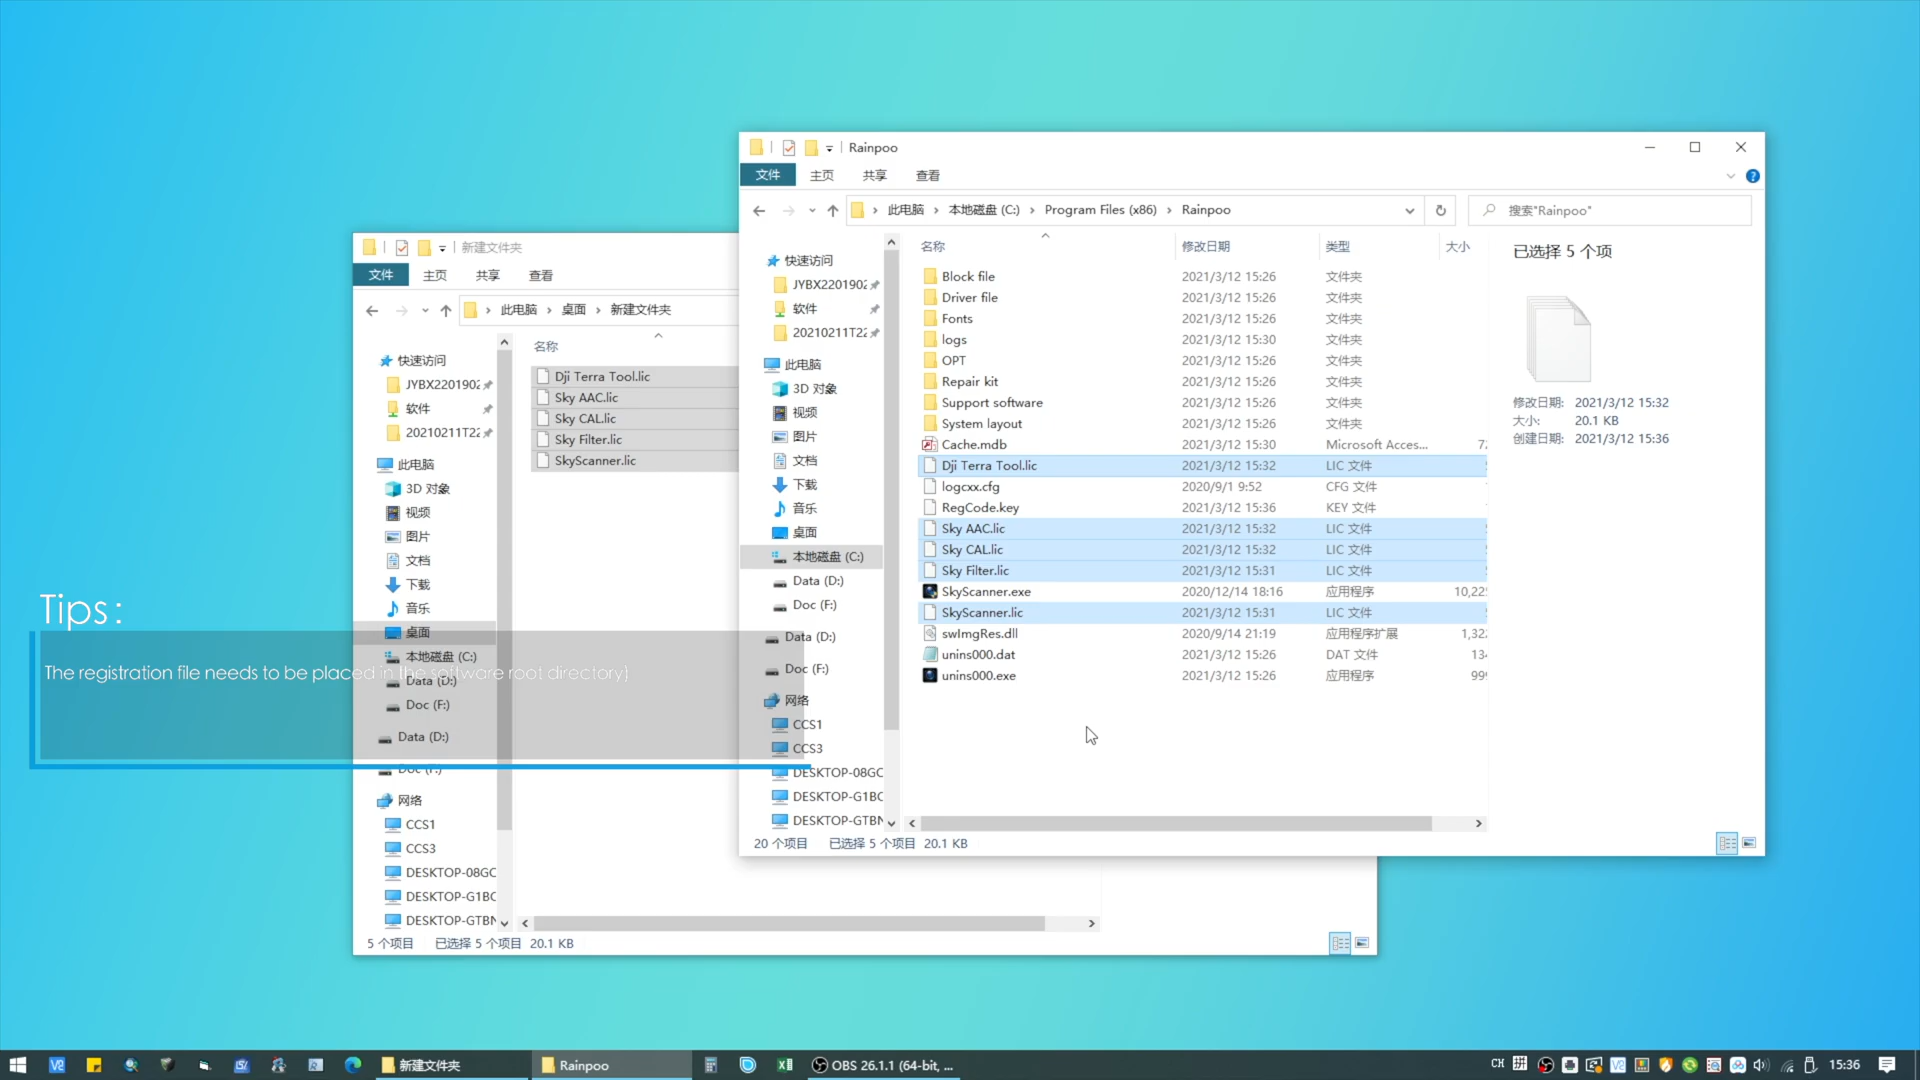 Rainpoo
文件 主页 共享 查看
此电脑 › 本地磁盘 (C:) › Program Files (x86) › Rainpoo
搜索"Rainpoo"
快速访问
JYBX220190
软件
20210211T22
此电脑
3D 对象
视频
图片
文档
下载
音乐
桌面
本地磁盘 (C:)
Data (D:)
Doc (F:)
Data (D:)
Doc (F:)
网络
CCS1
CCS3
DESKTOP-08GC
DESKTOP-G1BC
DESKTOP-GTBN
名称 修改日期 类型 大小
Block file 2021/3/12 15:26 文件夹
Driver file 2021/3/12 15:26 文件夹
Fonts 2021/3/12 15:26 文件夹
logs 2021/3/12 15:30 文件夹
OPT 2021/3/12 15:26 文件夹
Repair kit 2021/3/12 15:26 文件夹
Support software 2021/3/12 15:26 文件夹
System layout 2021/3/12 15:26 文件夹
Cache.mdb 2021/3/12 15:30 Microsoft Acces...
Dji Terra Tool.lic 2021/3/12 15:32 LIC 文件
logcxx.cfg 2020/9/1 9:52 CFG 文件
RegCode.key 2021/3/12 15:36 KEY 文件
Sky AAC.lic 2021/3/12 15:32 LIC 文件
Sky CAL.lic 2021/3/12 15:32 LIC 文件
Sky Filter.lic 2021/3/12 15:31 LIC 文件
SkyScanner.exe 2020/12/14 18:16 应用程序 10,22
SkyScanner.lic 2021/3/12 15:31 LIC 文件
swImgRes.dll 2020/9/14 21:19 应用程序扩展 1,32
unins000.dat 2021/3/12 15:26 DAT 文件 13
unins000.exe 2021/3/12 15:26 应用程序 99
已选择 5 个项
修改日期: 2021/3/12 15:32
大小: 20.1 KB
创建日期: 2021/3/12 15:36
20 个项目 已选择 5 个项目 20.1 KB
新建文件夹
文件 主页 共享 查看
此电脑 › 桌面 › 新建文件夹
快速访问
JYBX220190
软件
20210211T22
此电脑
3D 对象
视频
图片
文档
下载
音乐
桌面
本地磁盘 (C:)
Data (D:)
Doc (F:)
Data (D:)
Doc (F:)
网络
CCS1
CCS3
DESKTOP-08GC
DESKTOP-G1BC
DESKTOP-GTBN
名称
Dji Terra Tool.lic
Sky AAC.lic
Sky CAL.lic
Sky Filter.lic
SkyScanner.lic
5 个项目 已选择 5 个项目 20.1 KB
Tips:
The registration file needs to be placed in the software root directory)
新建文件夹 Rainpoo OBS 26.1.1 (64-bit, ... CH 拼 15:36